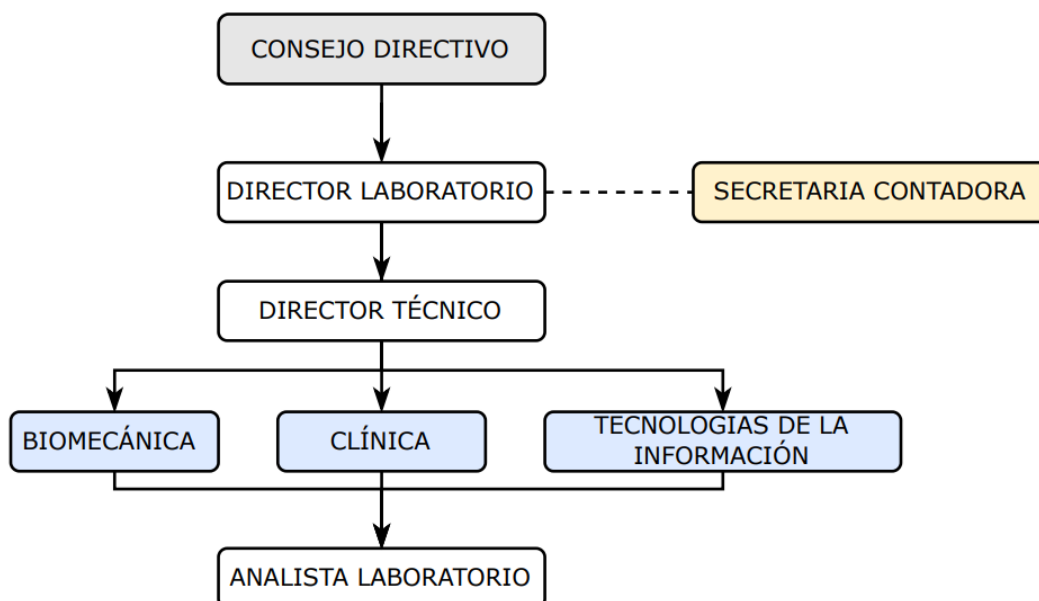 CONSEJO DIRECTIVO
DIRECTOR LABORATORIO
SECRETARIA CONTADORA
DIRECTOR TÉCNICO
BIOMECÁNICA
CLÍNICA
TECNOLOGIAS DE LA
INFORMACIÓN
ANALISTA LABORATORIO